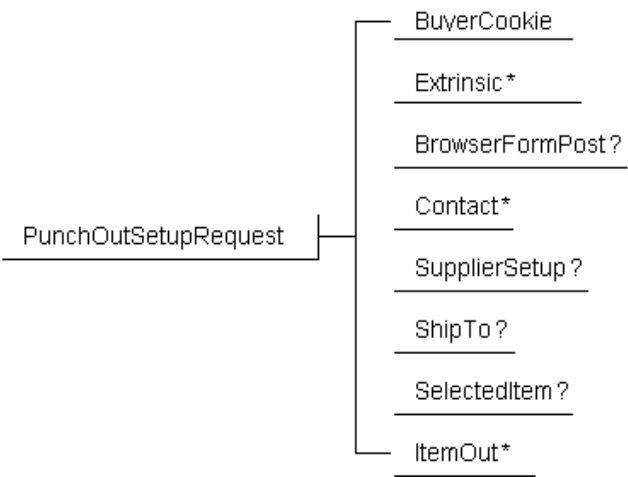 BuyerCookie
Extrinsic*
BrowserFormPost?
Contact*
PunchOutSetupRequest
SupplierSetup?
ShipTo?
SelectedItem?
ItemOut*